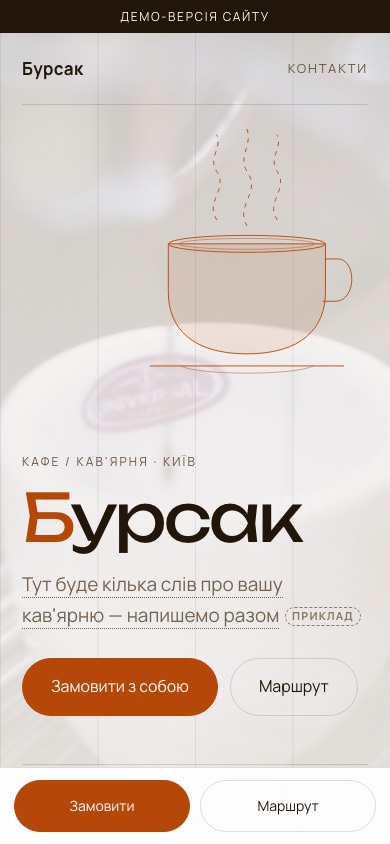 ДЕМО-ВЕРСІЯ САЙТУ
Бурсак
КОНТАКТИ
КАФЕ / КАВ'ЯРНЯ · КИЇВ
Бурсак
Тут буде кілька слів про вашу
кав'ярню — напишемо разом ПРИКЛАД
Замовити з собою
Маршрут
Замовити
Маршрут